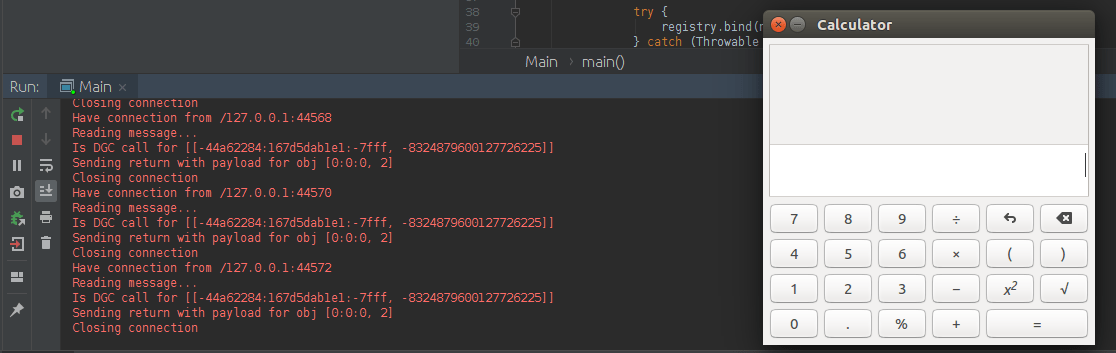 38 try {
39 registry.bind(n
40 } catch (Throwable
Main › main()
Run: Main ×
Closing connection
Have connection from /127.0.0.1:44568
Reading message...
Is DGC call for [[-44a62284:167d5dab1e1:-7fff, -8324879600127726225]]
Sending return with payload for obj [0:0:0, 2]
Closing connection
Have connection from /127.0.0.1:44570
Reading message...
Is DGC call for [[-44a62284:167d5dab1e1:-7fff, -8324879600127726225]]
Sending return with payload for obj [0:0:0, 2]
Closing connection
Have connection from /127.0.0.1:44572
Reading message...
Is DGC call for [[-44a62284:167d5dab1e1:-7fff, -8324879600127726225]]
Sending return with payload for obj [0:0:0, 2]
Closing connection
Calculator
7 8 9 ÷
4 5 6 × ( )
1 2 3 − x² √
0 . % + =